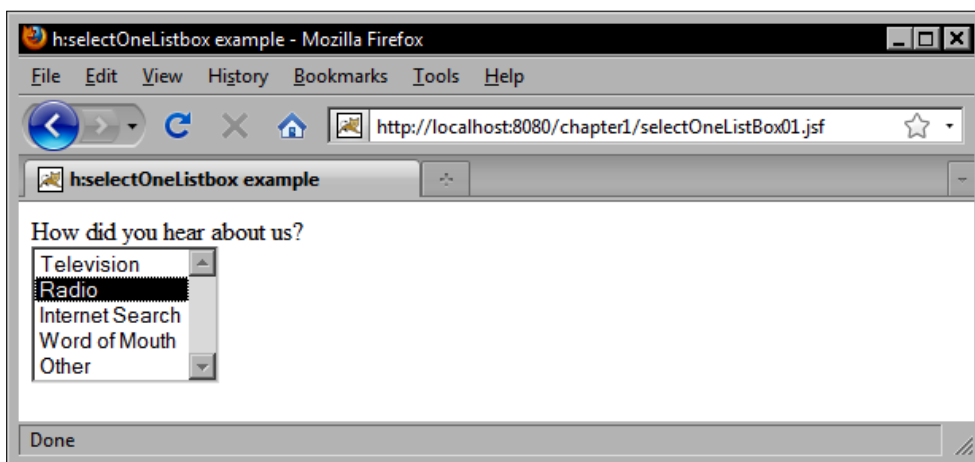 h:selectOneListbox example - Mozilla Firefox
File Edit View History Bookmarks Tools Help
http://localhost:8080/chapter1/selectOneListBox01.jsf
h:selectOneListbox example
How did you hear about us?
Television
Radio
Internet Search
Word of Mouth
Other
Done